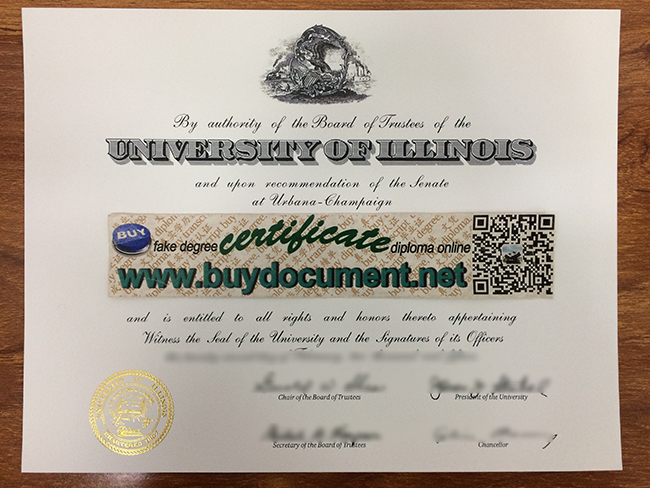 By authority of the Board of Trustees of the
UNIVERSITY OF ILLINOIS
and upon recommendation of the Senate
at Urbana-Champaign
BUY fake degree certificate diploma online
www.buydocument.net
and is entitled to all rights and honors thereto appertaining
Witness the Seal of the University and the Signatures of its Officers
Chair of the Board of Trustees
President of the University
Secretary of the Board of Trustees
Chancellor